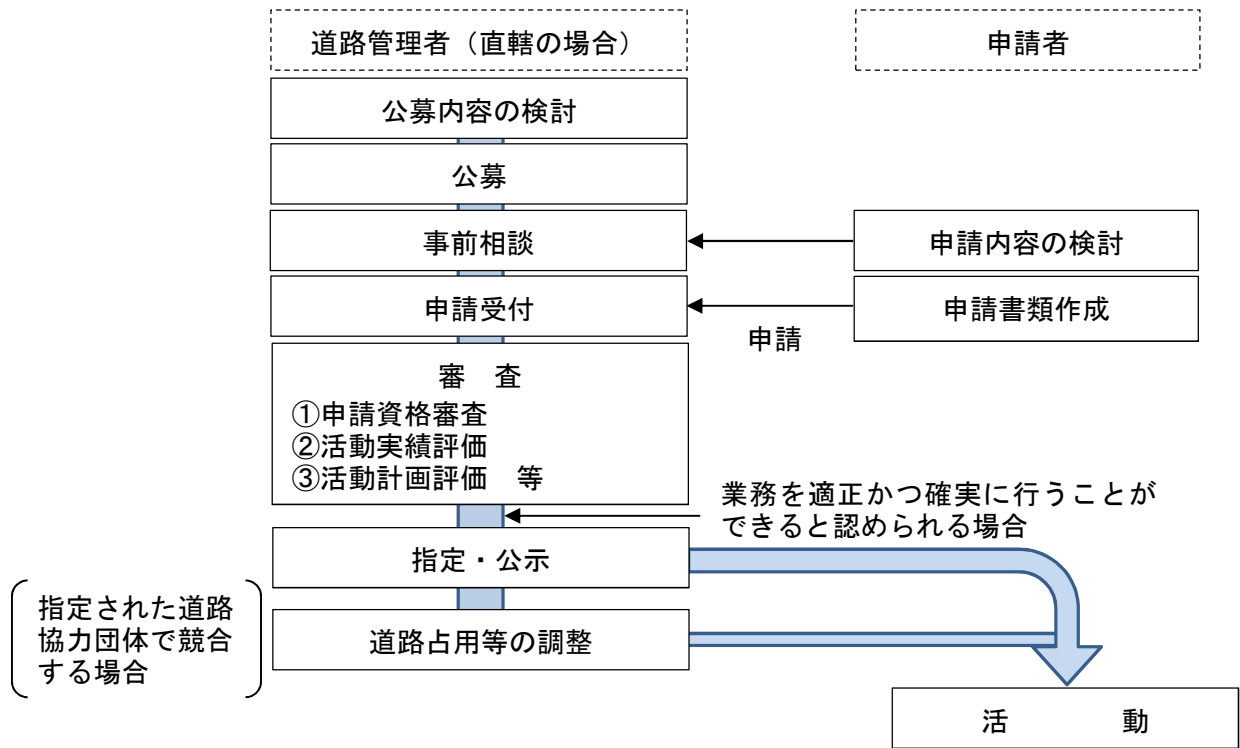 道路管理者（直轄の場合）
申請者
公募内容の検討
公募
事前相談
申請内容の検討
申請受付
申請書類作成
申請
審　査
①申請資格審査
②活動実績評価
③活動計画評価　等
業務を適正かつ確実に行うことが
できると認められる場合
指定・公示
指定された道路
協力団体で競合
する場合
道路占用等の調整
活　　　動